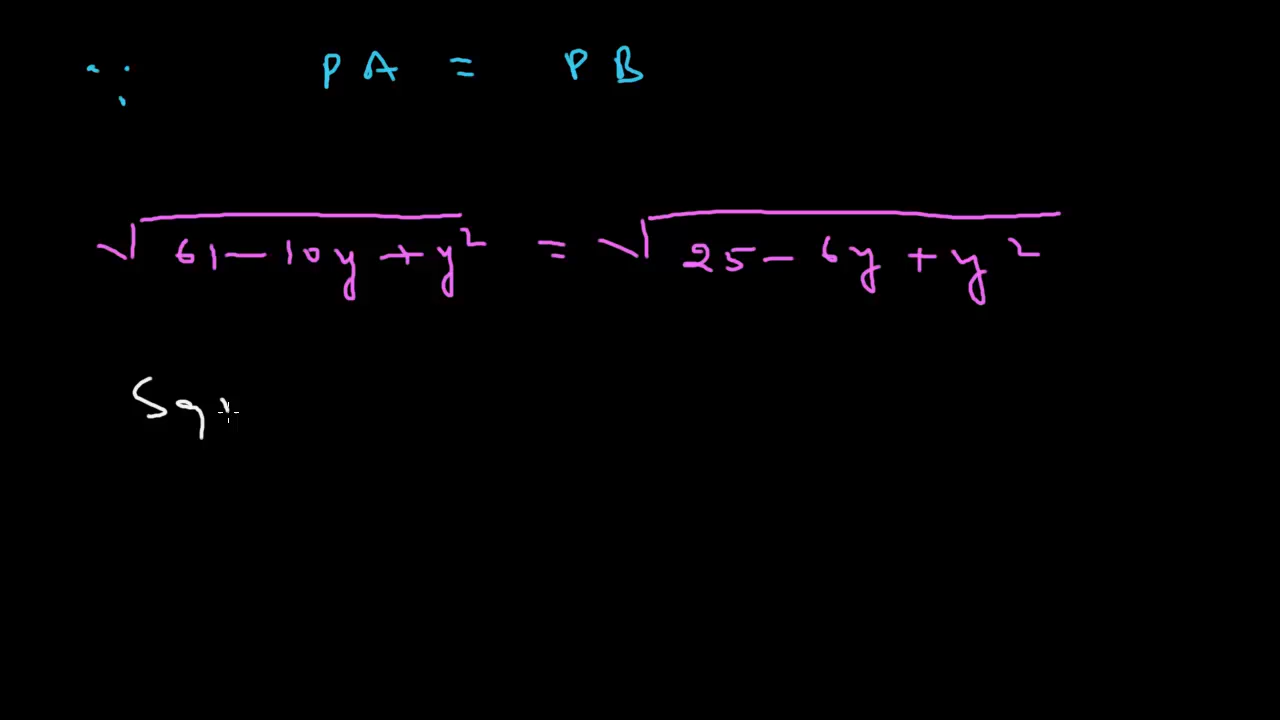 ∵ PA = PB
√61-10y+y² = √25-6y+y²
Sq